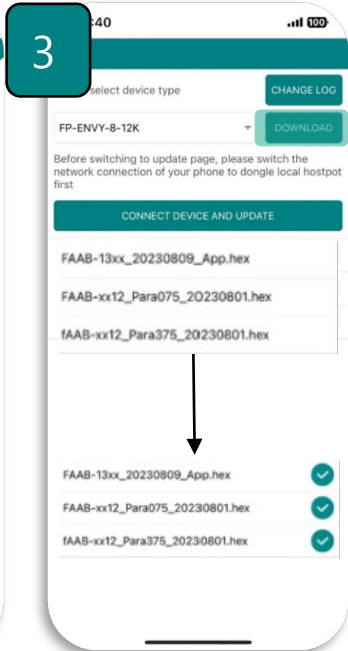 3
:40
100
select device type
CHANGE LOG
FP-ENVY-8-12K
DOWNLOAD
Before switching to update page, please switch the
network connection of your phone to dongle local hostpot
first
CONNECT DEVICE AND UPDATE
FAAB-13xx_20230809_App.hex
FAAB-xx12_Para075_20230801.hex
fAAB-xx12_Para375_20230801.hex
FAAB-13xx_20230809_App.hex
FAAB-xx12_Para075_20230801.hex
fAAB-xx12_Para375_20230801.hex